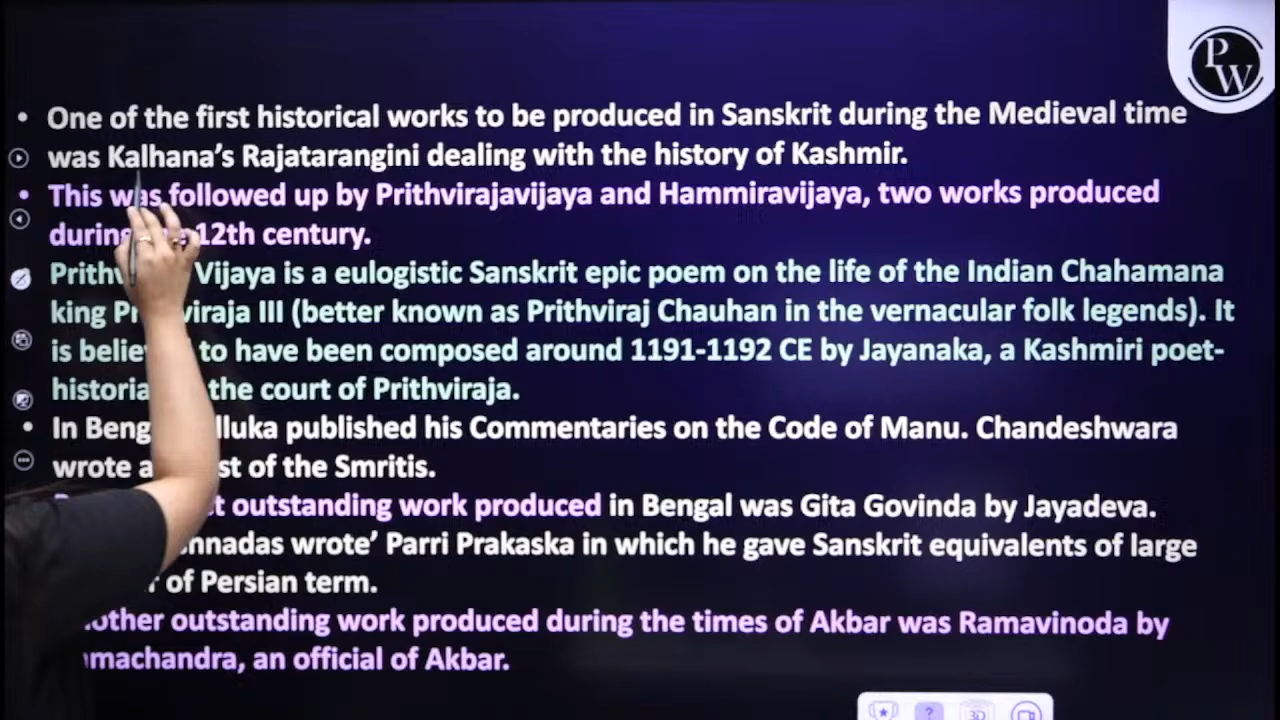 PW
• One of the first historical works to be produced in Sanskrit during the Medieval time
was Kalhana’s Rajatarangini dealing with the history of Kashmir.
• This was followed up by Prithvirajavijaya and Hammiravijaya, two works produced
during 12th century.
Vijaya is a eulogistic Sanskrit epic poem on the life of the Indian Chahamana
king III (better known as Prithviraj Chauhan in the vernacular folk legends). It
is to have been composed around 1191-1192 CE by Jayanaka, a Kashmiri poet-
the court of Prithviraja.
• In published his Commentaries on the Code of Manu. Chandeshwara
wrote a of the Smritis.
outstanding work produced in Bengal was Gita Govinda by Jayadeva.
wrote’ Parri Prakaska in which he gave Sanskrit equivalents of large
of Persian term.
outstanding work produced during the times of Akbar was Ramavinoda by
an official of Akbar.
? 3D